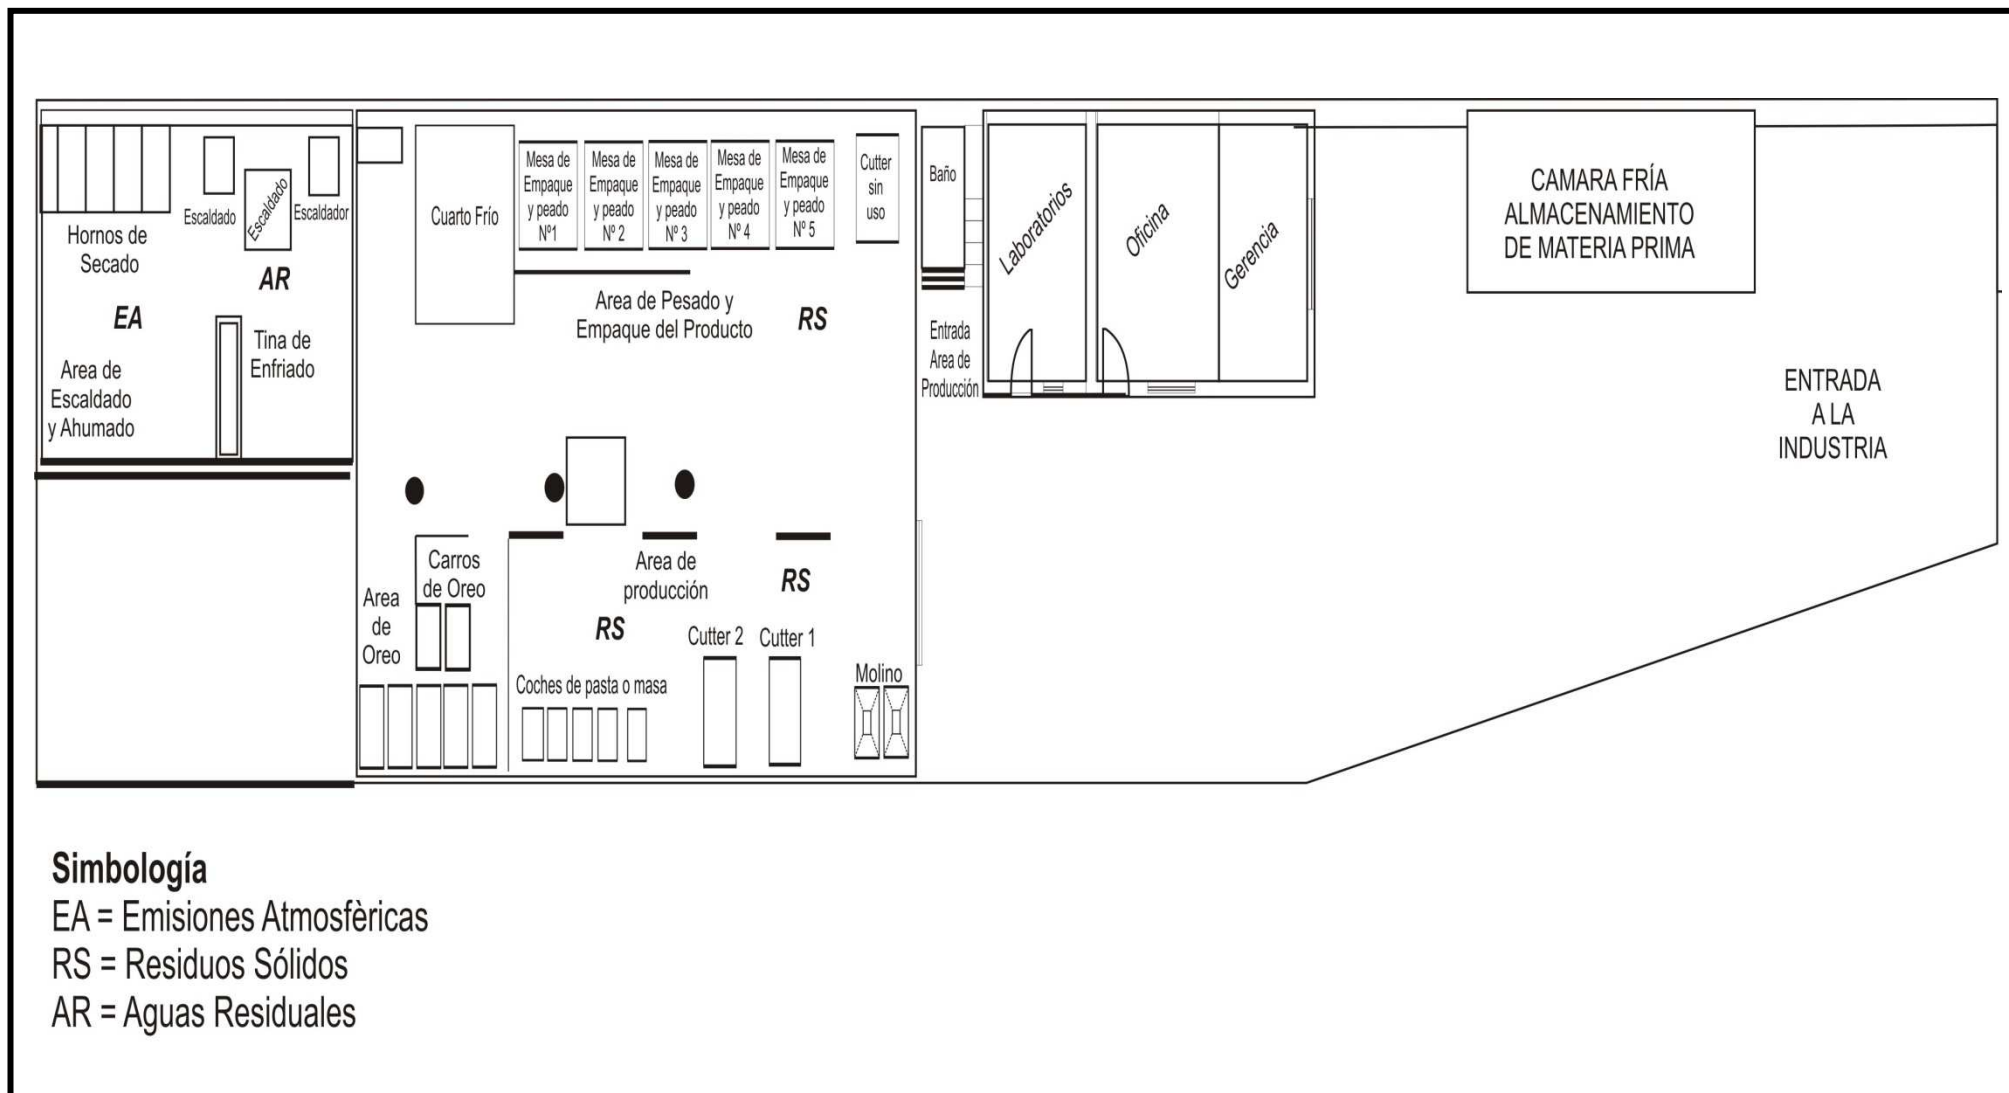 Hornos de
Secado
EA
Area de
Escaldado
y Ahumado
Escaldado
Escaldado
Escaldador
AR
Tina de
Enfriado
Cuarto Frío
Mesa de
Empaque
y peado
Nº1
Mesa de
Empaque
y peado
Nº 2
Mesa de
Empaque
y peado
Nº 3
Mesa de
Empaque
y peado
Nº 4
Mesa de
Empaque
y peado
Nº 5
Cutter
sin
uso
Area de Pesado y
Empaque del Producto
RS
Baño
Entrada
Area de
Producción
Laboratorios
Oficina
Gerencia
CAMARA FRÍA
ALMACENAMIENTO
DE MATERIA PRIMA
ENTRADA
A LA
INDUSTRIA
Carros
de Oreo
Area
de
Oreo
Area de
producción
RS
RS
Cutter 2
Cutter 1
Coches de pasta o masa
Molino
Simbología
EA = Emisiones Atmosfèricas
RS = Residuos Sólidos
AR = Aguas Residuales